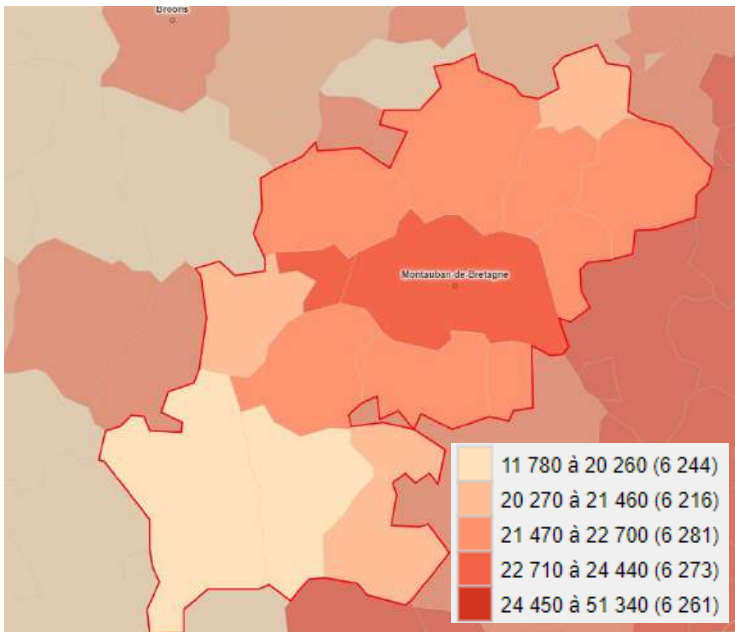 Broons
Montauban-de-Bretagne
11 780 à 20 260 (6 244)
20 270 à 21 460 (6 216)
21 470 à 22 700 (6 281)
22 710 à 24 440 (6 273)
24 450 à 51 340 (6 261)